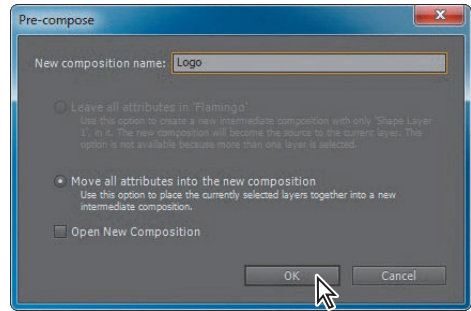 Pre-compose
New composition name: Logo
Leave all attributes in 'Flamingo'
Use this option to create a new intermediate composition with only 'Shape Layer
1', in it. The new composition will become the source to the current layer. This
option is not available because more than one layer is selected.
Move all attributes into the new composition
Use this option to place the currently selected layers together into a new
intermediate composition.
Open New Composition
OK Cancel